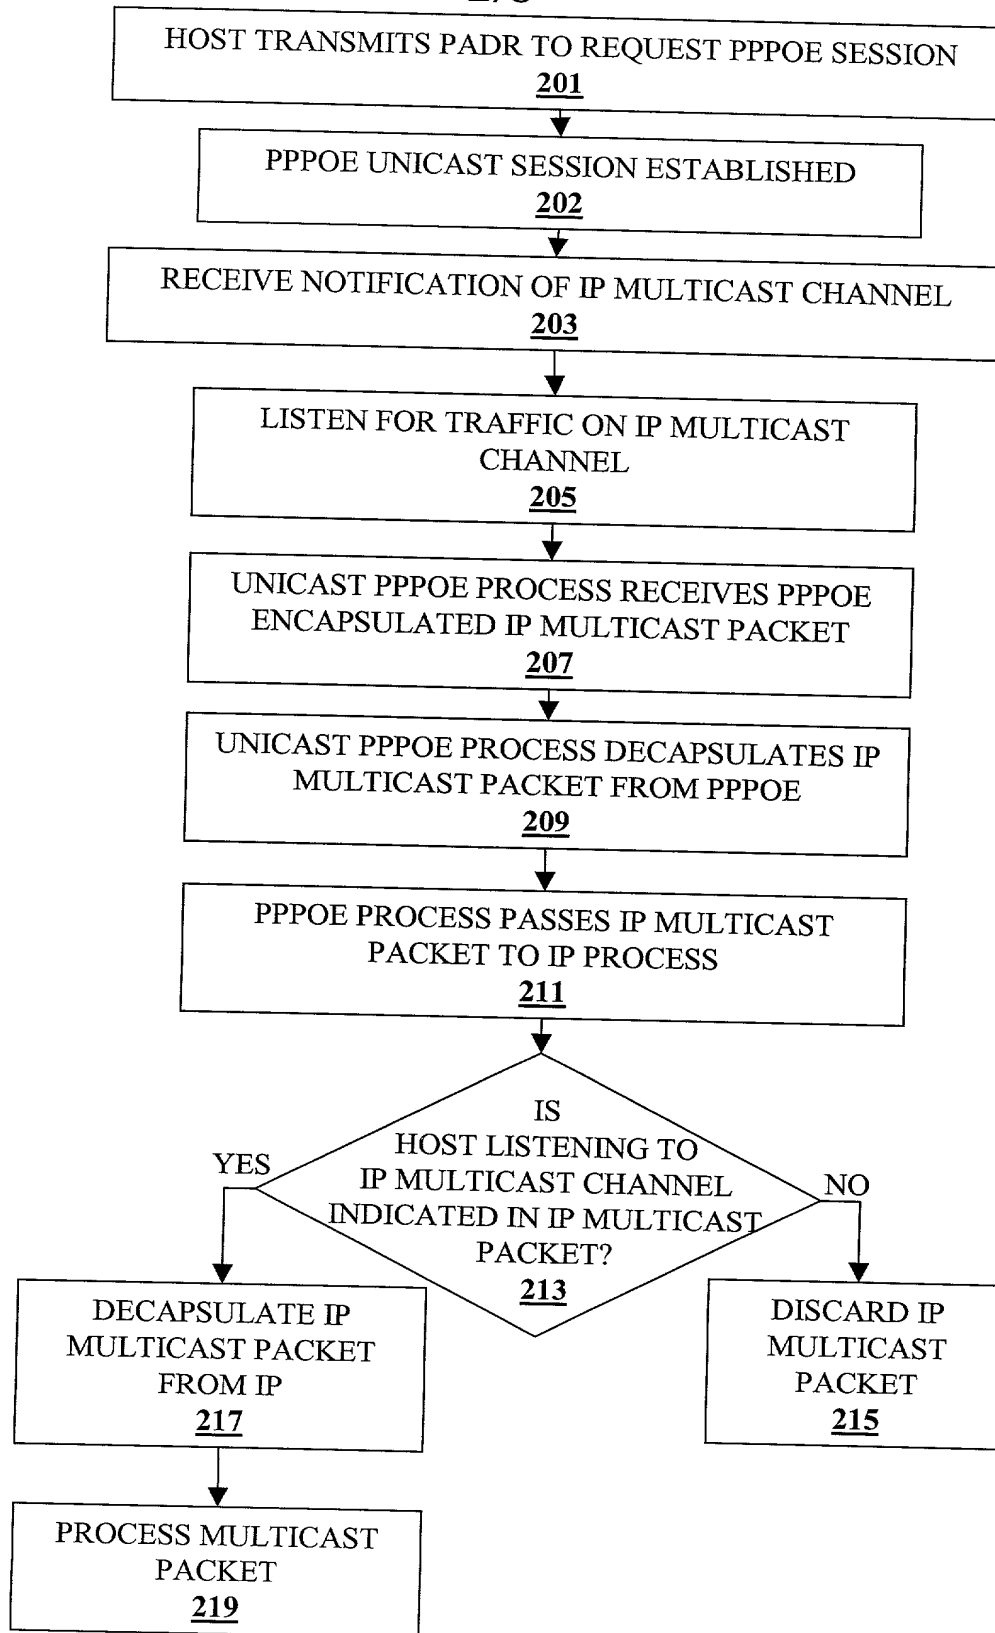 HOST TRANSMITS PADR TO REQUEST PPPOE SESSION
201
PPPOE UNICAST SESSION ESTABLISHED
202
RECEIVE NOTIFICATION OF IP MULTICAST CHANNEL
203
LISTEN FOR TRAFFIC ON IP MULTICAST
CHANNEL
205
UNICAST PPPOE PROCESS RECEIVES PPPOE
ENCAPSULATED IP MULTICAST PACKET
207
UNICAST PPPOE PROCESS DECAPSULATES IP
MULTICAST PACKET FROM PPPOE
209
PPPOE PROCESS PASSES IP MULTICAST
PACKET TO IP PROCESS
211
IS
HOST LISTENING TO
IP MULTICAST CHANNEL
INDICATED IN IP MULTICAST
PACKET?
213
YES
NO
DECAPSULATE IP
MULTICAST PACKET
FROM IP
217
DISCARD IP
MULTICAST
PACKET
215
PROCESS MULTICAST
PACKET
219